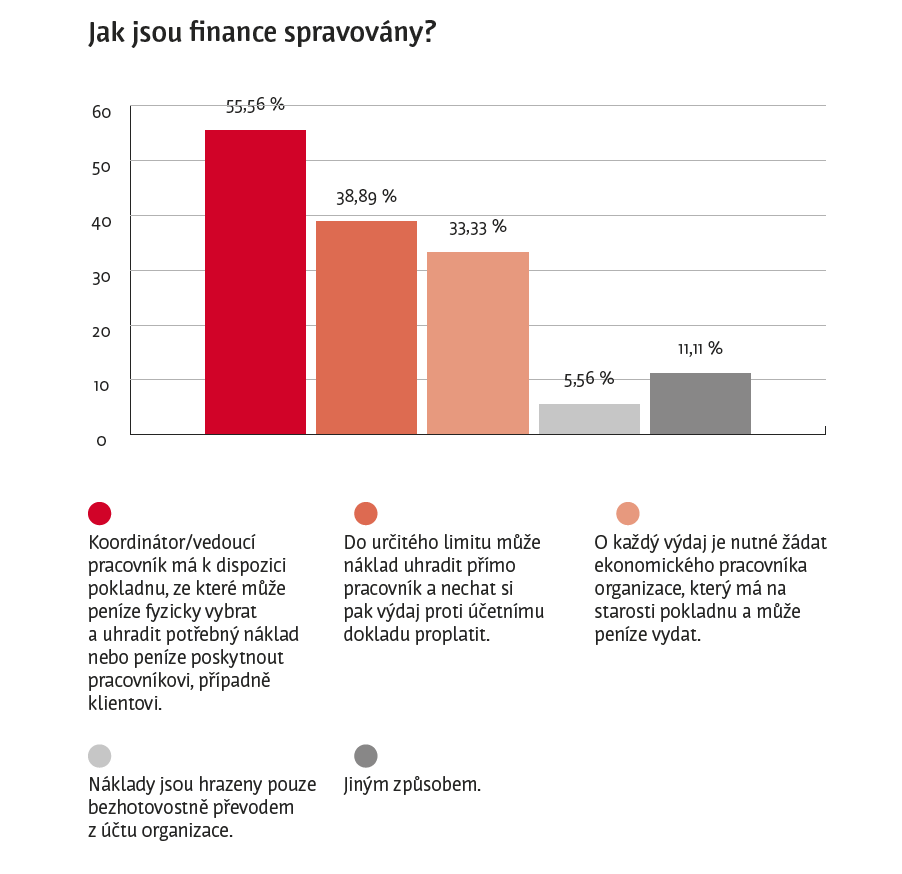 Jak jsou finance spravovány?
60
50
40
30
20
10
0
55,56 %
38,89 %
33,33 %
5,56 %
11,11 %
Koordinátor/vedoucí
pracovník má k dispozici
pokladnu, ze které může
peníze fyzicky vybrat
a uhradit potřebný náklad
nebo peníze poskytnout
pracovníkovi, případně
klientovi.
Do určitého limitu může
náklad uhradit přímo
pracovník a nechat si
pak výdaj proti účetnímu
dokladu proplatit.
O každý výdaj je nutné žádat
ekonomického pracovníka
organizace, který má na
starosti pokladnu a může
peníze vydat.
Náklady jsou hrazeny pouze
bezhotovostně převodem
z účtu organizace.
Jiným způsobem.